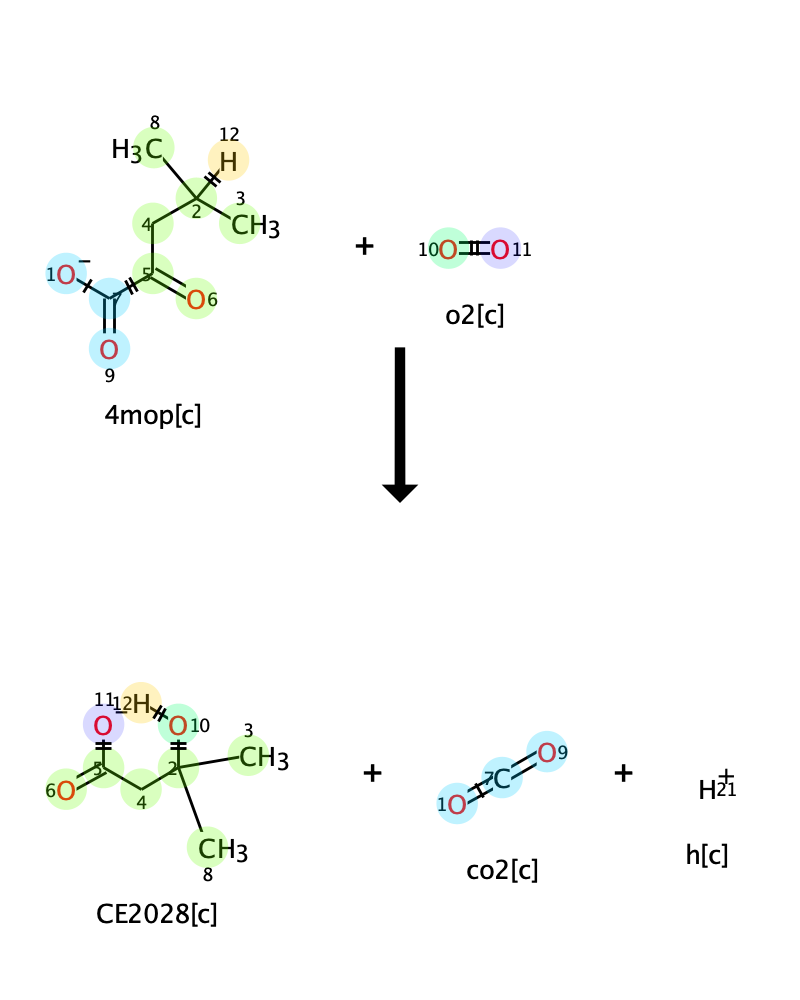 8
H3C
12
H
3
CH3
2
4
1O −
5
7
O6
O
9
4mop[c]
+
10O O11
o2[c]
11 12H
O −
O10
3
CH3
5
2
6O
4
CH3
8
CE2028[c]
+
O9
7C
1O
co2[c]
+
H+
21
h[c]